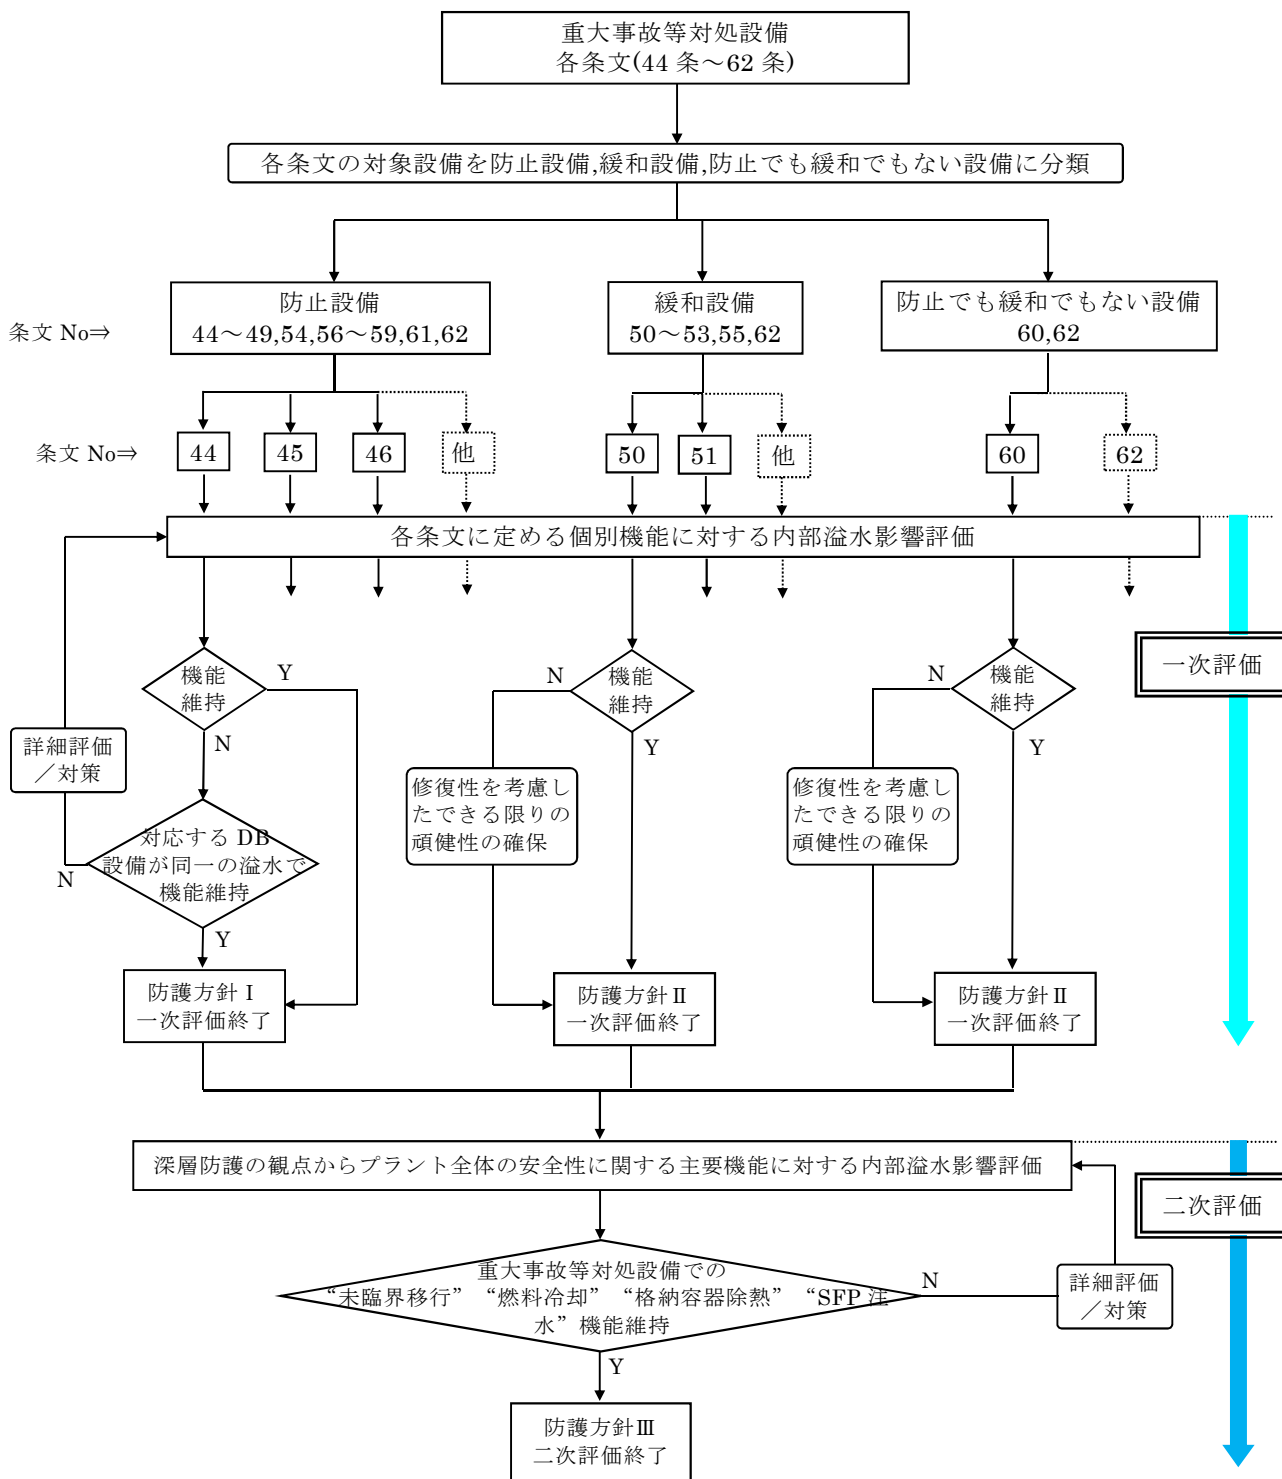 重大事故等対処設備
各条文(44 条～62 条)
各条文の対象設備を防止設備,緩和設備,防止でも緩和でもない設備に分類
条文 No⇒
防止設備
44～49,54,56～59,61,62
緩和設備
50～53,55,62
防止でも緩和でもない設備
60,62
条文 No⇒
44
45
46
他
50
51
他
60
62
各条文に定める個別機能に対する内部溢水影響評価
一次評価
機能
維持
Y
N
機能
維持
N
Y
機能
維持
N
Y
詳細評価
／対策
修復性を考慮し
たできる限りの
頑健性の確保
修復性を考慮し
たできる限りの
頑健性の確保
対応する DB
設備が同一の溢水で
機能維持
N
Y
防護方針 I
一次評価終了
防護方針Ⅱ
一次評価終了
防護方針Ⅱ
一次評価終了
深層防護の観点からプラント全体の安全性に関する主要機能に対する内部溢水影響評価
二次評価
重大事故等対処設備での
“未臨界移行”“燃料冷却”“格納容器除熱”“SFP 注
水”機能維持
N
詳細評価
／対策
Y
防護方針Ⅲ
二次評価終了